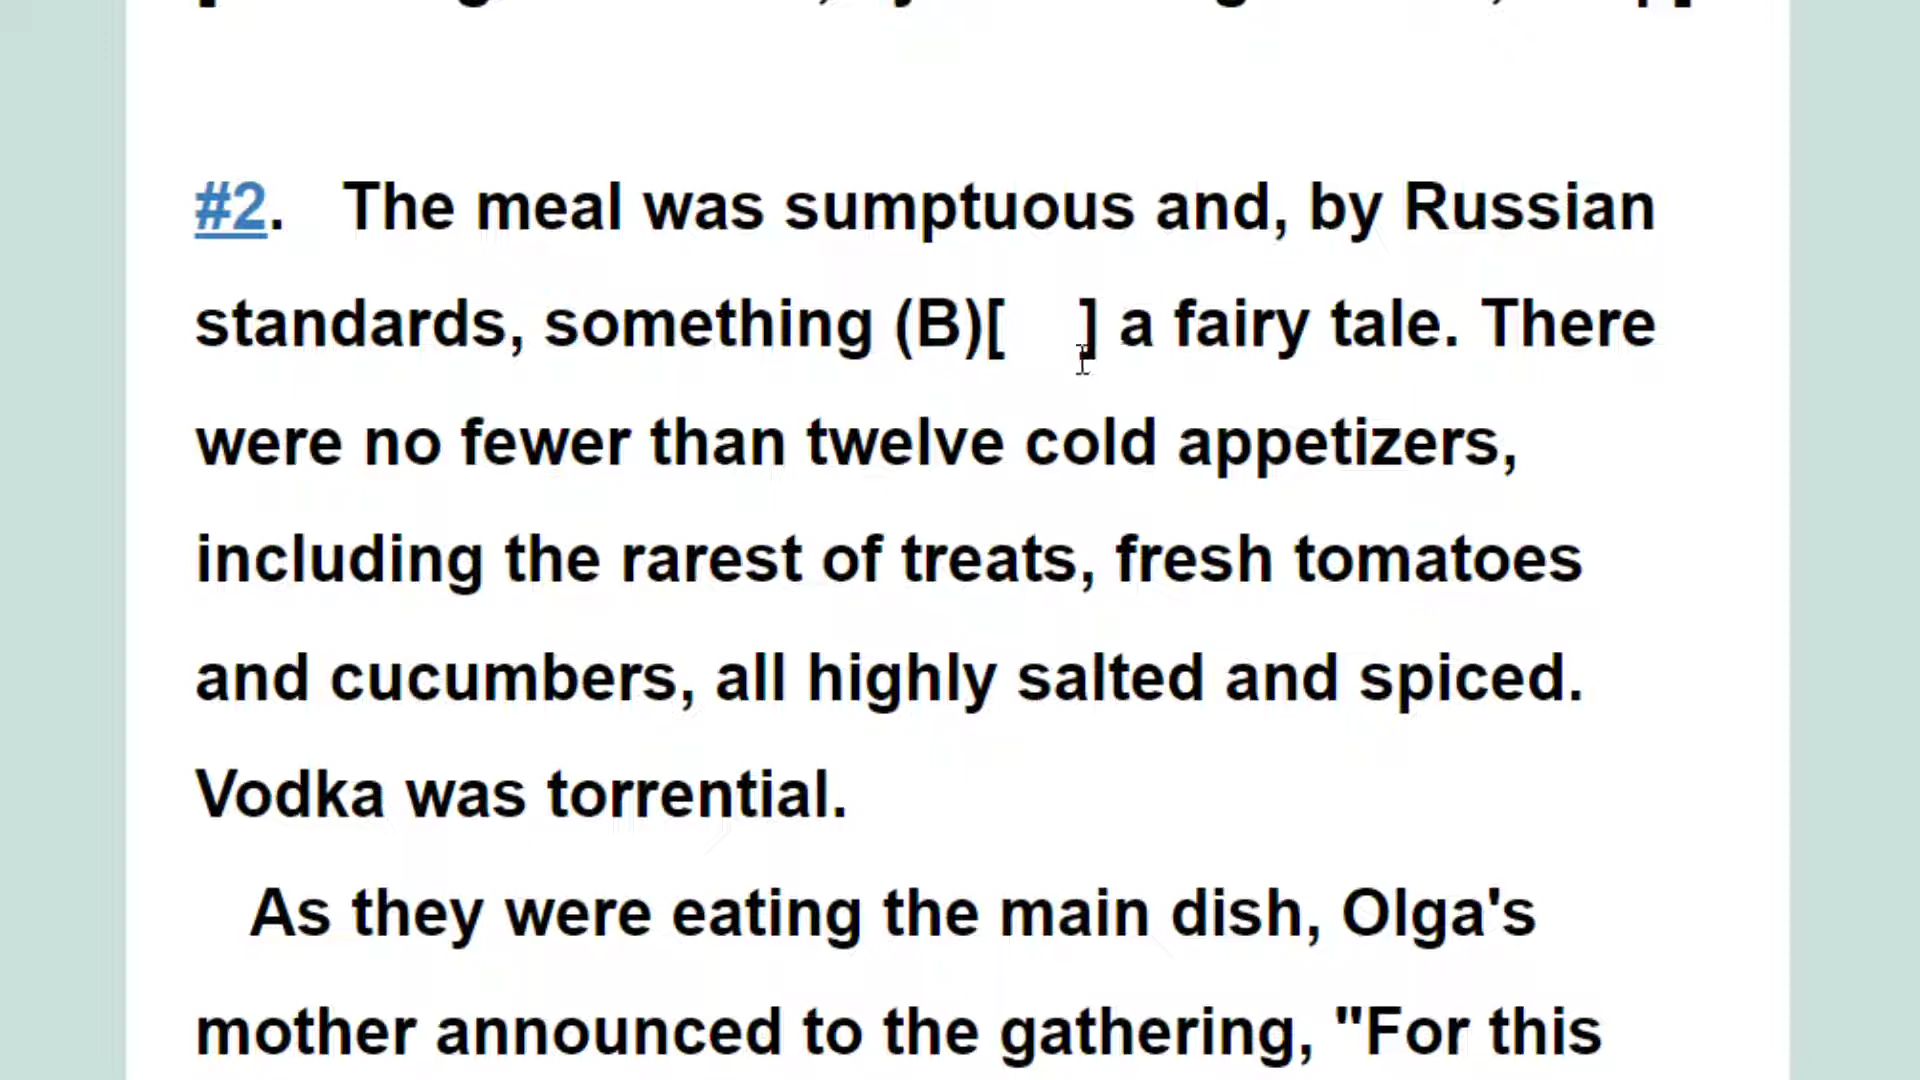 #2. The meal was sumptuous and, by Russian
standards, something (B)[ ] a fairy tale. There
were no fewer than twelve cold appetizers,
including the rarest of treats, fresh tomatoes
and cucumbers, all highly salted and spiced.
Vodka was torrential.
As they were eating the main dish, Olga's
mother announced to the gathering, "For this